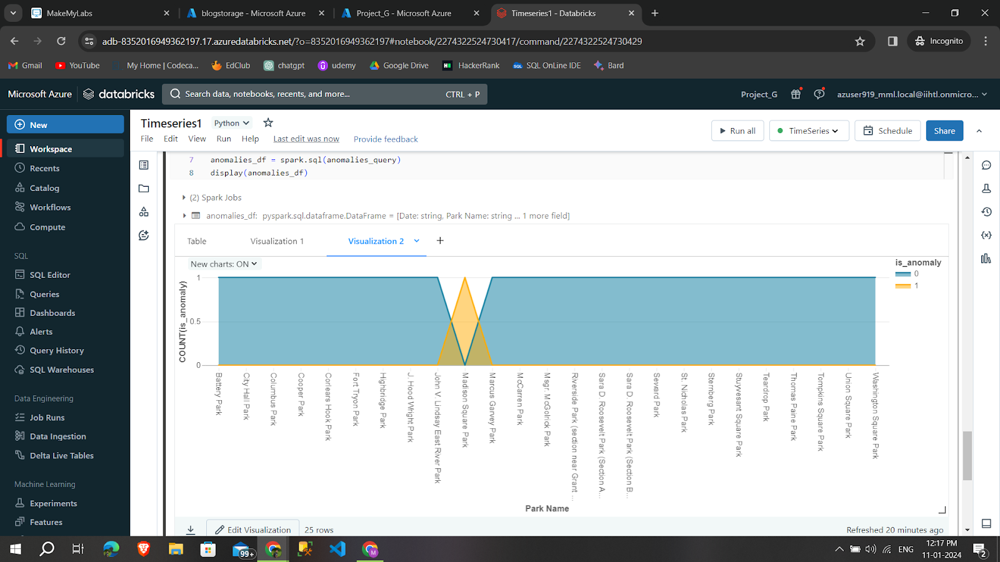 MakeMyLabs
blogstorage - Microsoft Azure
Project_G - Microsoft Azure
Timeseries1 - Databricks
adb-8352016949362197.17.azuredatabricks.net/?o=8352016949362197#notebook/2274322524730417/command/2274322524730429
Incognito
Gmail
YouTube
My Home | Codeca...
EdClub
chatgpt
udemy
Google Drive
HackerRank
SQL OnLine IDE
Bard
Microsoft Azure
databricks
Search data, notebooks, recents, and more...
CTRL + P
Project_G
azuser919_mml.local@iihtl.onmicro...
New
Workspace
Recents
Catalog
Workflows
Compute
SQL
SQL Editor
Queries
Dashboards
Alerts
Query History
SQL Warehouses
Data Engineering
Job Runs
Data Ingestion
Delta Live Tables
Machine Learning
Experiments
Features
Timeseries1
Python
File
Edit
View
Run
Help
Last edit was now
Provide feedback
Run all
TimeSeries
Schedule
Share
7 anomalies_df = spark.sql(anomalies_query)
8 display(anomalies_df)
(2) Spark Jobs
anomalies_df: pyspark.sql.dataframe.DataFrame = [Date: string, Park Name: string ... 1 more field]
Table
Visualization 1
Visualization 2
New charts: ON
is_anomaly
0
1
COUNT(is_anomaly)
1
0.5
0
Battery Park
City Hall Park
Columbus Park
Cooper Park
Corlears Hook Park
Fort Tryon Park
Highbridge Park
J. Hood Wright Park
John V. Lindsay East River Park
Madison Square Park
Marcus Garvey Park
McCarren Park
Msgr. McGolrick Park
Riverside Park (section near Grant ...
Sara D. Roosevelt Park (Section A...
Sara D. Roosevelt Park (Section B...
Seward Park
St. Nicholas Park
Sternberg Park
Stuyvesant Square Park
Teardrop Park
Thomas Paine Park
Tompkins Square Park
Union Square Park
Washington Square Park
Park Name
Edit Visualization
25 rows
Refreshed 20 minutes ago
99+
M
ENG
12:17 PM
11-01-2024
2